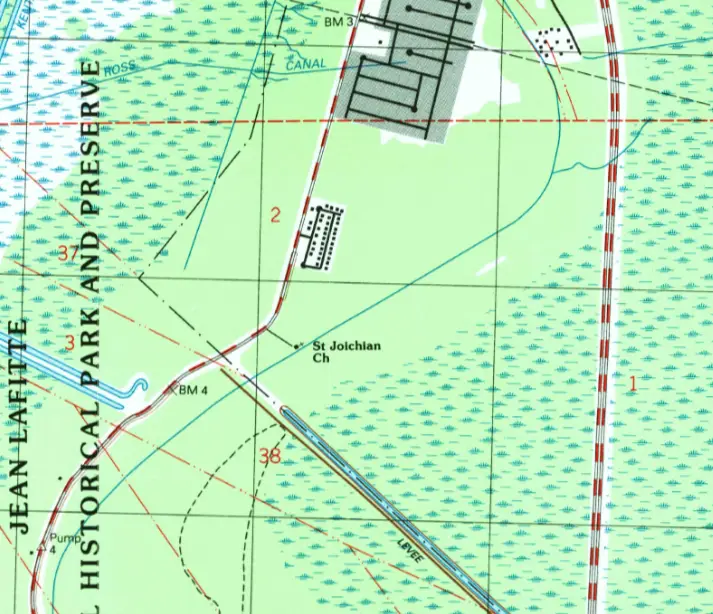 BM 3
ROSS CANAL
2
37
3
St Joichian
Ch
BM 4
1
38
Pump
4
LEVEE
JEAN LAFITTE
HISTORICAL PARK AND PRESERVE